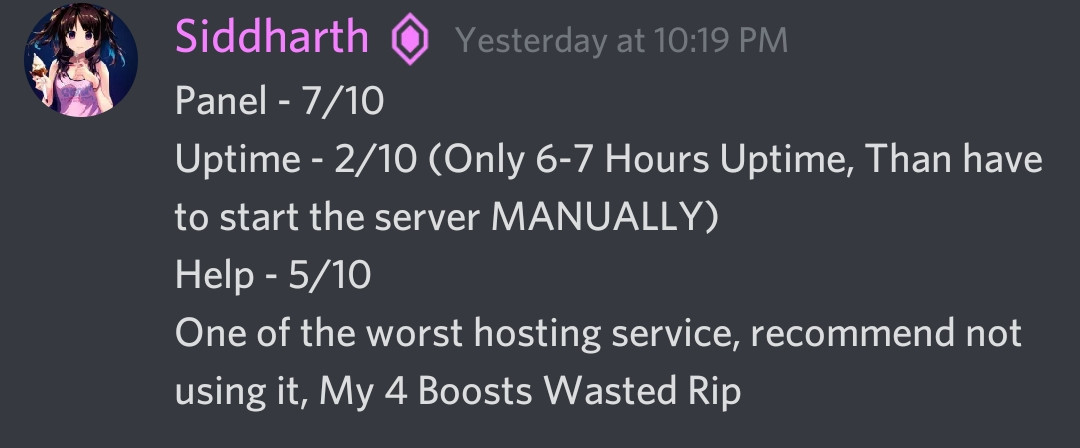 Siddharth Yesterday at 10:19 PM
Panel - 7/10
Uptime - 2/10 (Only 6-7 Hours Uptime, Than have
to start the server MANUALLY)
Help - 5/10
One of the worst hosting service, recommend not
using it, My 4 Boosts Wasted Rip